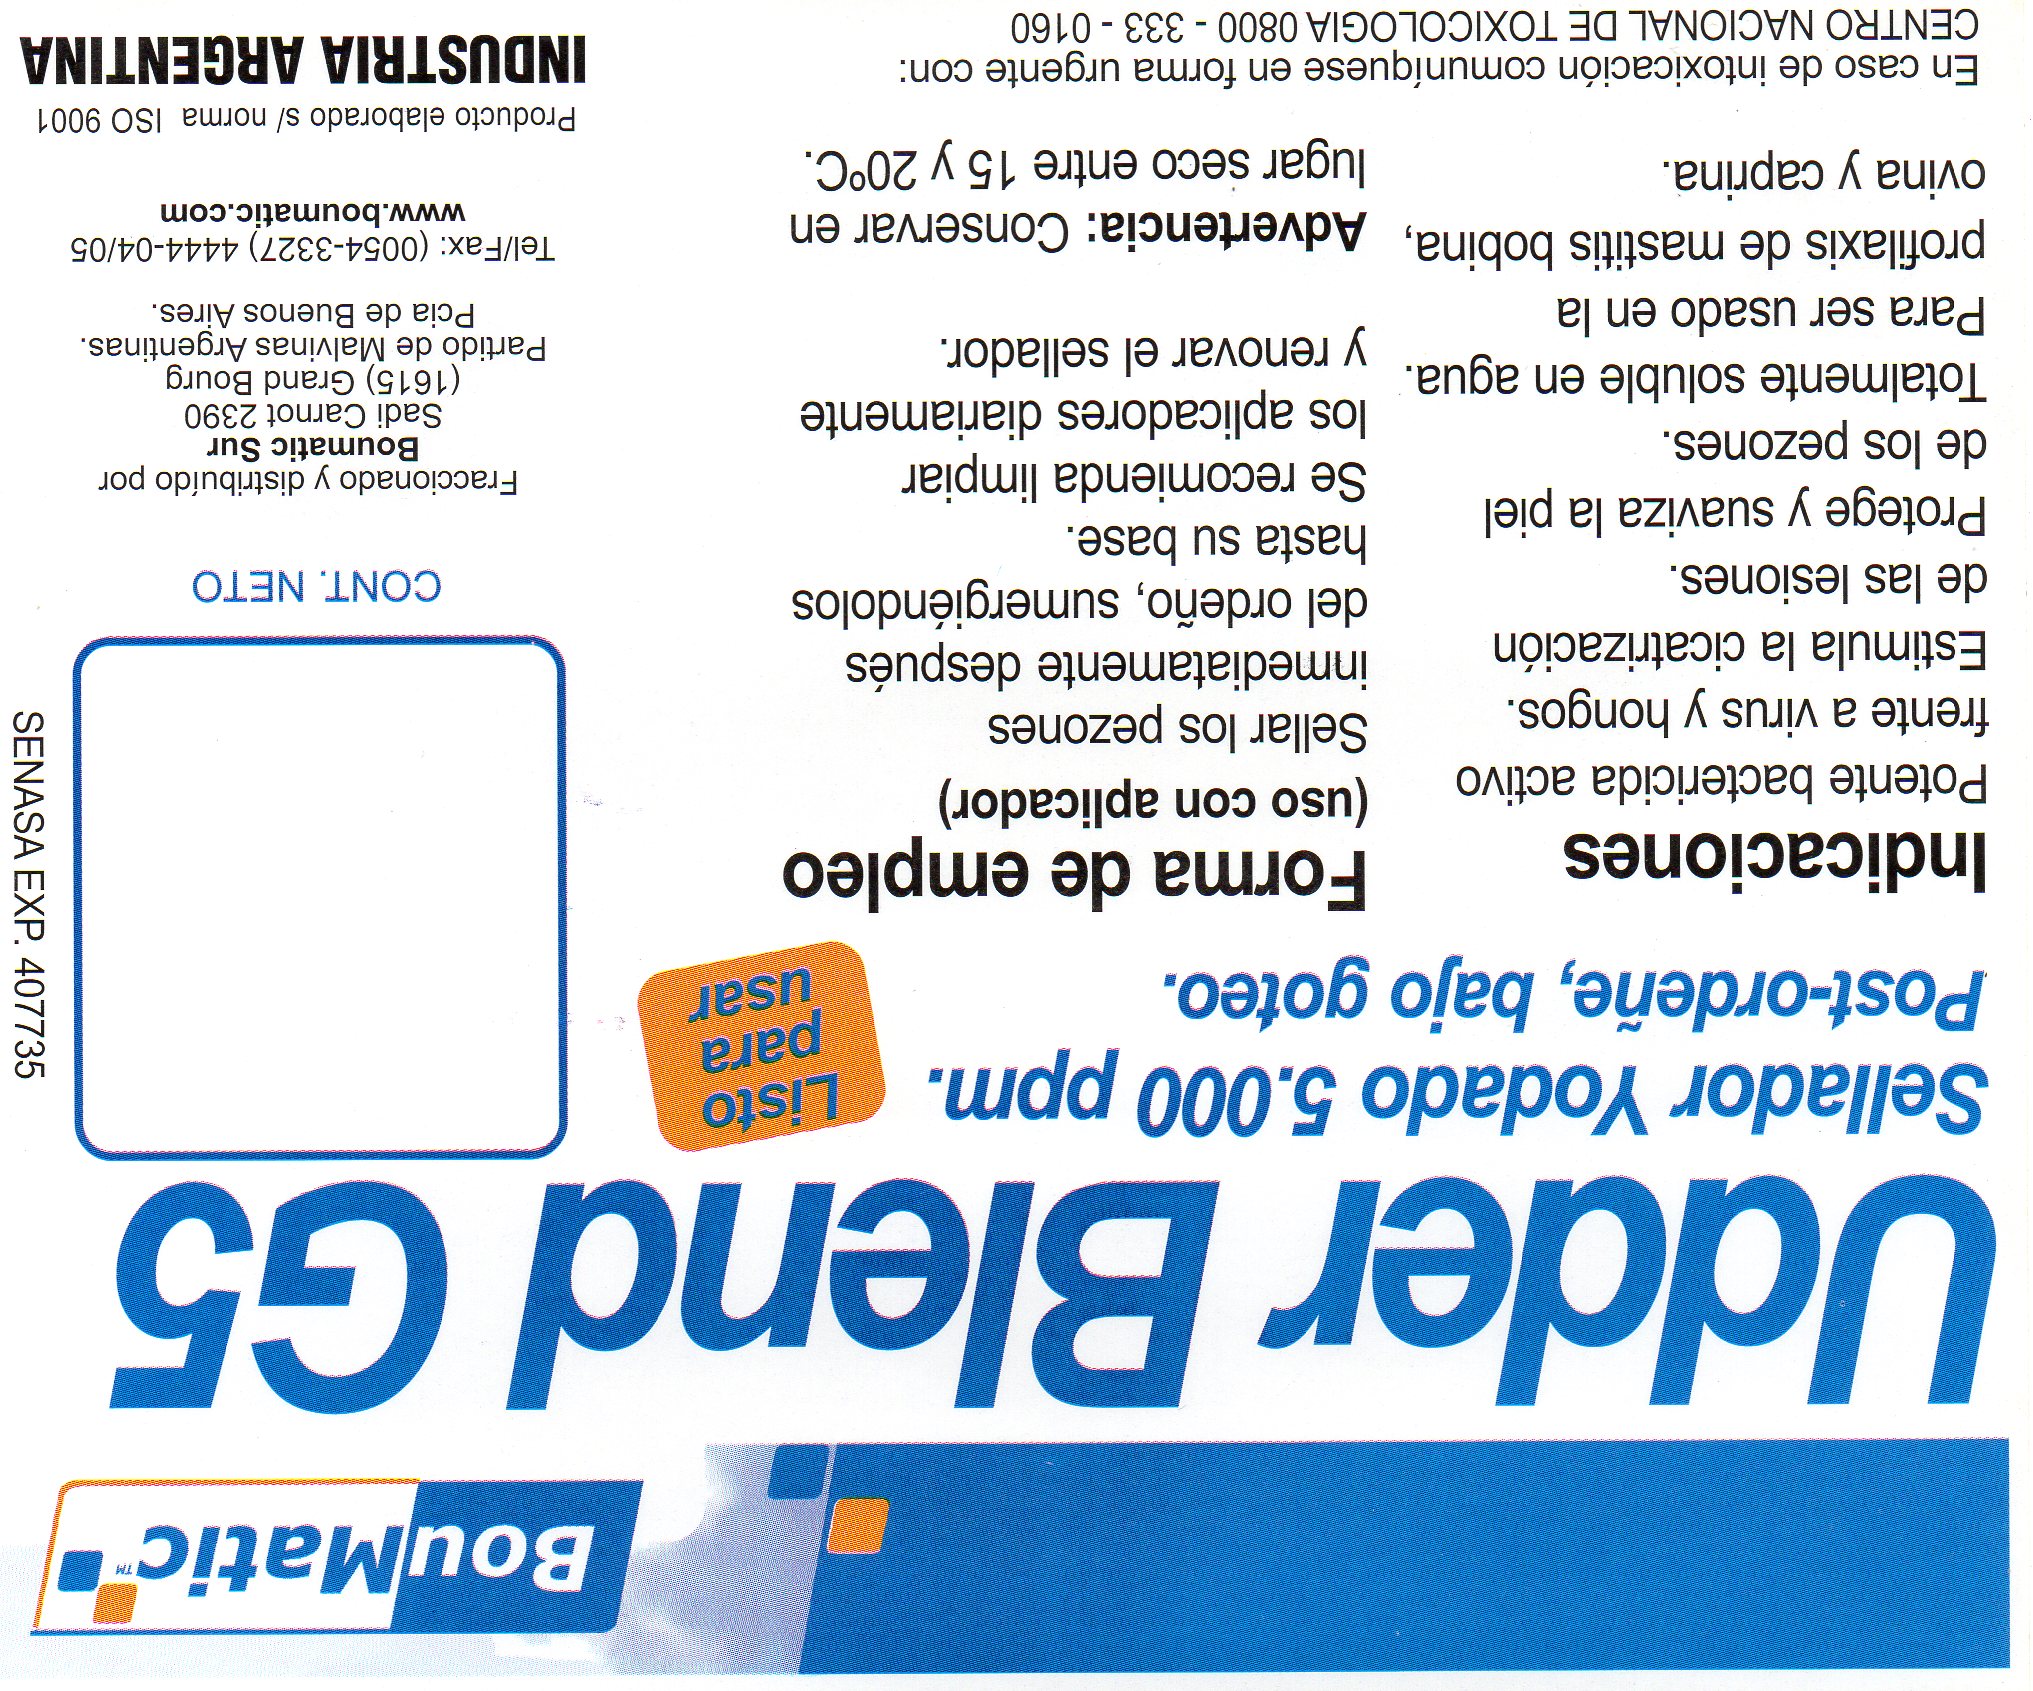 BouMatic™
Udder Blend G5
Sellador Yodado 5.000 ppm.
Post-ordeñe, bajo goteo.
Listo
para
usar
Indicaciones
Potente bactericida activo
frente a virus y hongos.
Estimula la cicatrización
de las lesiones.
Protege y suaviza la piel
de los pezones.
Totalmente soluble en agua.
Para ser usado en la
profilaxis de mastitis bobina,
ovina y caprina.
Forma de empleo
(uso con aplicador)
Sellar los pezones
inmediatamente después
del ordeño, sumergiéndolos
hasta su base.
Se recomienda limpiar
los aplicadores diariamente
y renovar el sellador.
Advertencia: Conservar en
lugar seco entre 15 y 20ºC.
En caso de intoxicación comuníquese en forma urgente con:
CENTRO NACIONAL DE TOXICOLOGIA 0800 - 333 - 0160
SENASA EXP. 407735
CONT. NETO
Fraccionado y distribuído por
Boumatic Sur
Sadi Carnot 2390
(1615) Grand Bourg
Partido de Malvinas Argentinas.
Pcia de Buenos Aires.
Tel/Fax: (0054-3327) 4444-04/05
www.boumatic.com
Producto elaborado s/ norma ISO 9001
INDUSTRIA ARGENTINA